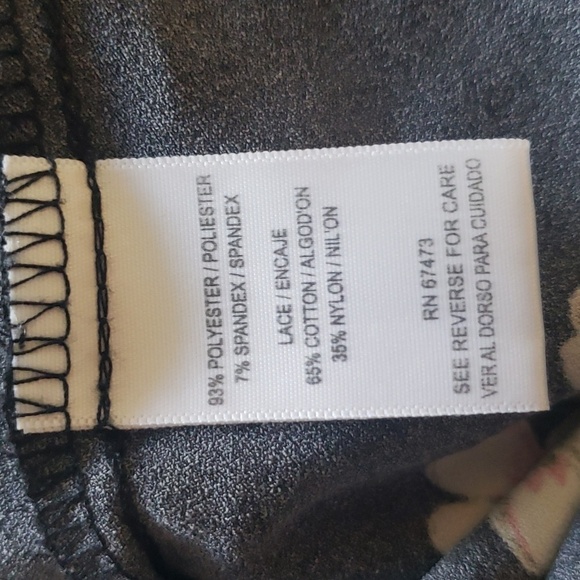 93% POLYESTER / POLIESTER
7% SPANDEX / SPANDEX
LACE / ENCAJE
65% COTTON / ALGOD'ON
35% NYLON / NIL'ON
RN 67473
SEE REVERSE FOR CARE
VER AL DORSO PARA CUIDADO